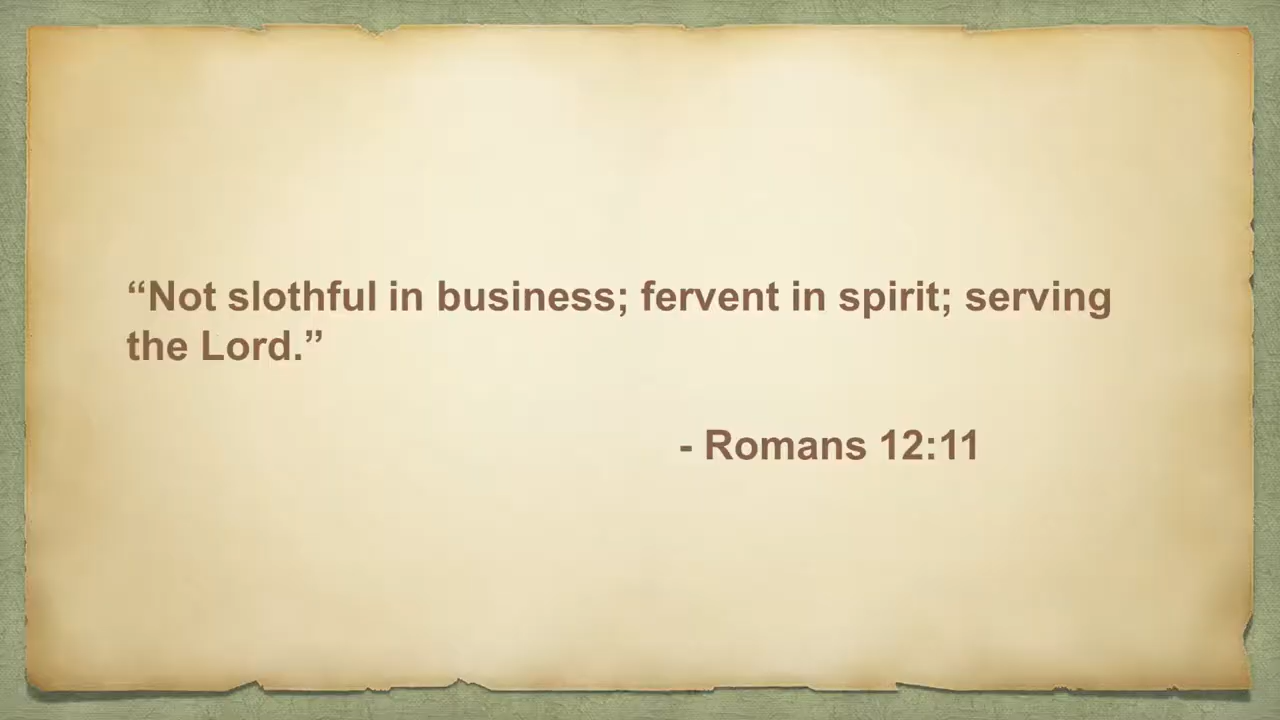 “Not slothful in business; fervent in spirit; serving
the Lord.”
- Romans 12:11